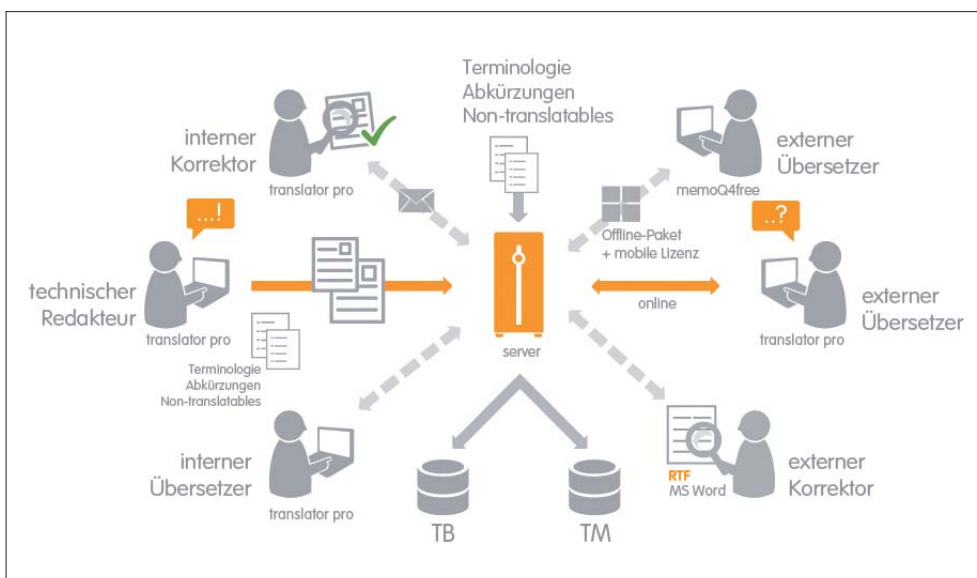 Terminologie
Abkürzungen
Non-translatables
interner
Korrektor
translator pro
externer
Übersetzer
memoQ4free
...!
..?
Offline-Paket
+ mobile Lizenz
technischer
Redakteur
translator pro
online
externer
Übersetzer
translator pro
server
Terminologie
Abkürzungen
Non-translatables
interner
Übersetzer
translator pro
TB
TM
RTF
MS Word
externer
Korrektor